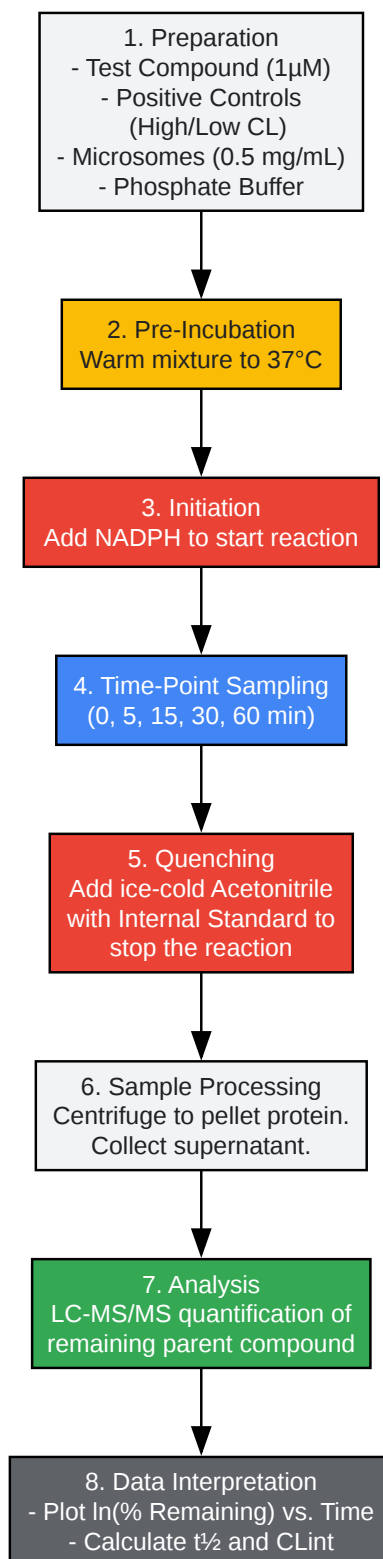 1. Preparation
- Test Compound (1µM)
- Positive Controls
(High/Low CL)
- Microsomes (0.5 mg/mL)
- Phosphate Buffer
2. Pre-Incubation
Warm mixture to 37°C
3. Initiation
Add NADPH to start reaction
4. Time-Point Sampling
(0, 5, 15, 30, 60 min)
5. Quenching
Add ice-cold Acetonitrile
with Internal Standard to
stop the reaction
6. Sample Processing
Centrifuge to pellet protein.
Collect supernatant.
7. Analysis
LC-MS/MS quantification of
remaining parent compound
8. Data Interpretation
- Plot ln(% Remaining) vs. Time
- Calculate t½ and CLint